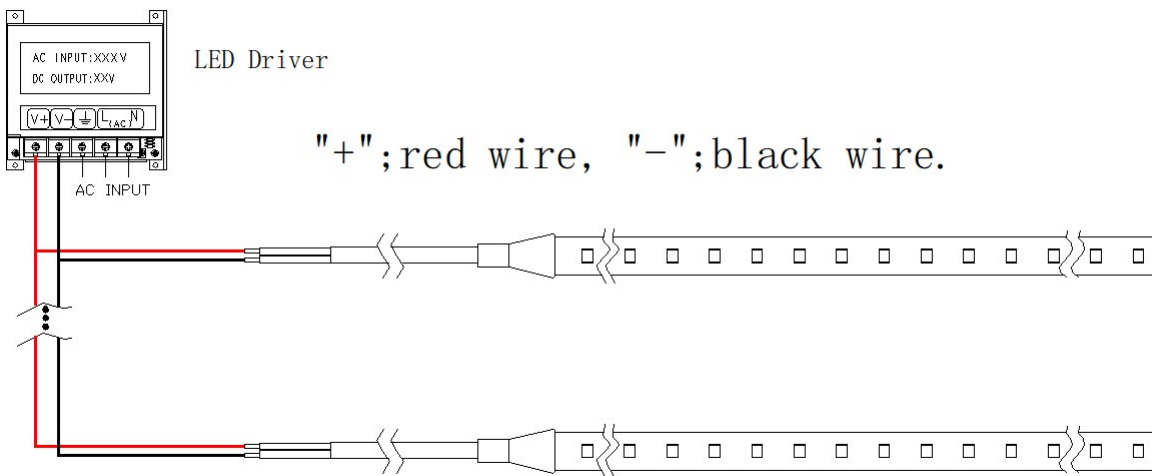 AC INPUT:XXXV
DC OUTPUT:XXV
LED Driver
V+ V- L(AC)N
"+";red wire, "-";black wire.
AC INPUT